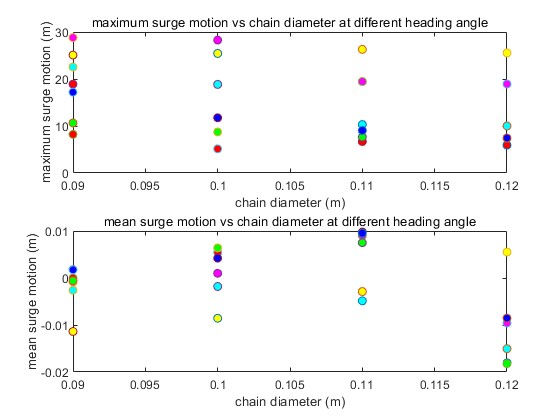 maximum surge motion vs chain diameter at different heading angle
maximum surge motion (m)
30
20
10
0
0.09 0.095 0.1 0.105 0.11 0.115 0.12
chain diameter (m)
mean surge motion vs chain diameter at different heading angle
mean surge motion (m)
0.01
0
-0.01
-0.02
0.09 0.095 0.1 0.105 0.11 0.115 0.12
chain diameter (m)